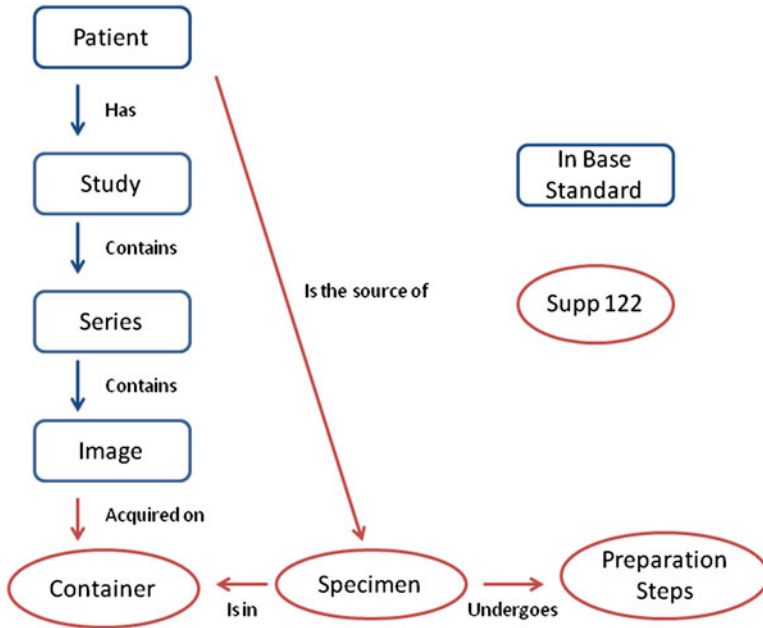 Patient
Has
Study
In Base
Standard
Contains
Is the source of
Supp 122
Series
Contains
Image
Acquired on
Container
Is in
Specimen
Undergoes
Preparation
Steps